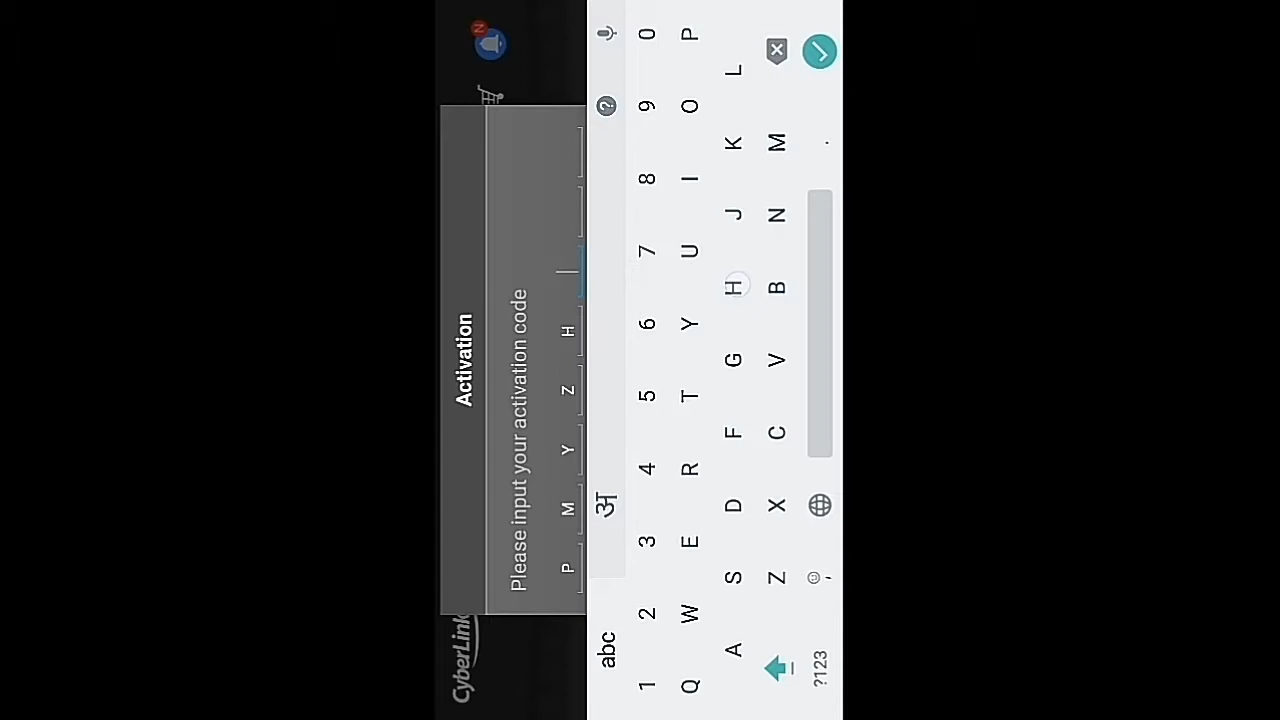 CyberLink
N
Activation
Please input your activation code
P M Y Z H
abc अ
1 2 3 4 5 6 7 8 9 0
Q W E R T Y U I O P
A S D F G H J K L
Z X C V B N M
?123 , .